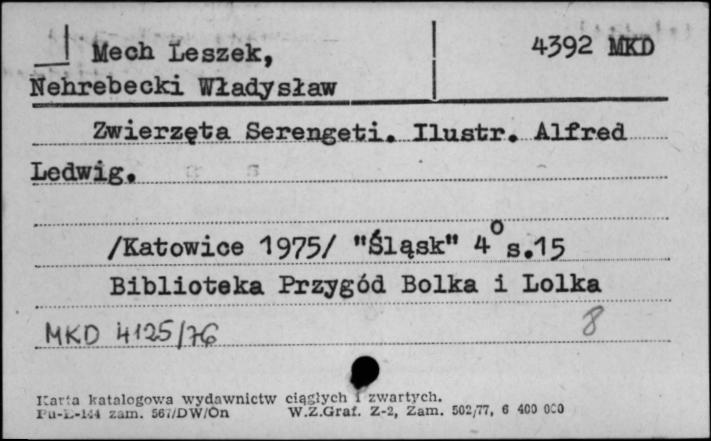 Mech Leszek, 4392 MKD
Nehrebecki Władysław
Zwierzęta Serengeti. Ilustr. Alfred
Ledwig.
/Katowice 1975/ "Śląsk" 4° s.15
Biblioteka Przygód Bolka i Lolka
MKD 4125/76 8
Karta katalogowa wydawnictw ciągłych i zwartych.
Pu-L-144 zam. 567/DW/On W.Z.Graf. Z-2, Zam. 502/77, 6 400 000